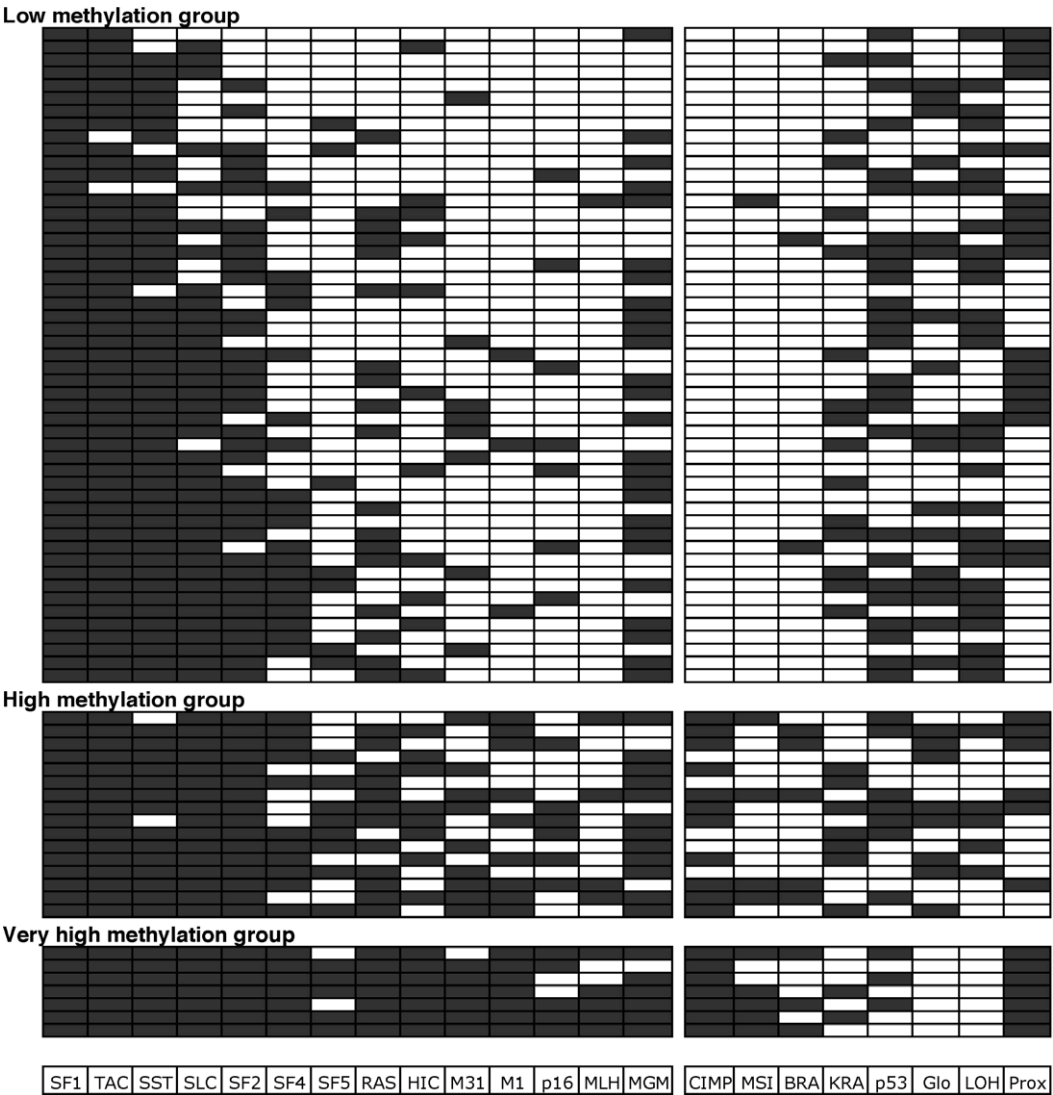 Low methylation group
High methylation group
Very high methylation group
SF1 TAC SST SLC SF2 SF4 SF5 RAS HIC M31 M1 p16 MLH MGM CIMP MSI BRA KRA p53 Glo LOH Prox